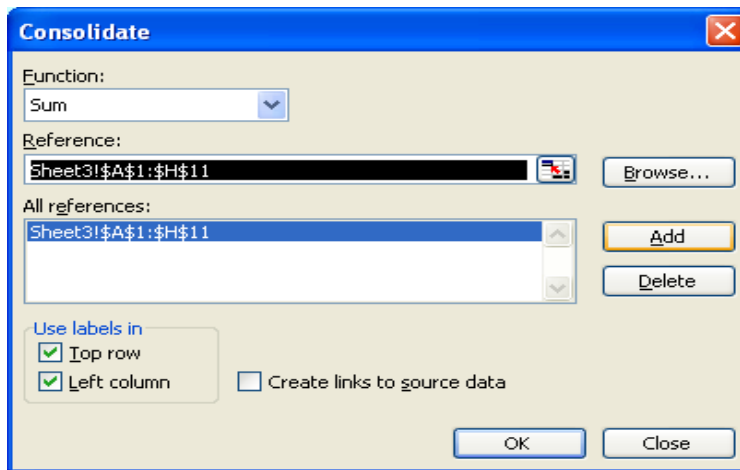 Consolidate
Function:
Sum
Reference:
Sheet3!$A$1:$H$11
Browse...
All references:
Sheet3!$A$1:$H$11
Add
Delete
Use labels in
Top row
Left column
Create links to source data
OK
Close